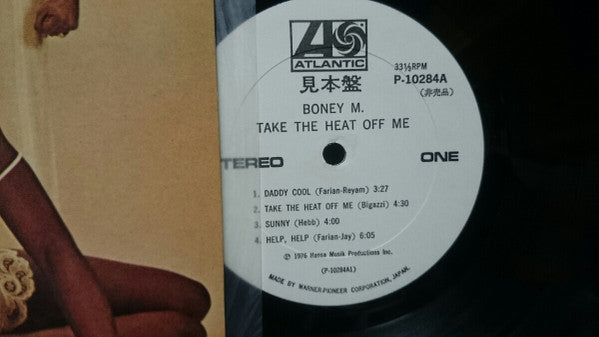 ATLANTIC
33⅓RPM
見本盤
P-10284A
(非売品)
BONEY M.
TAKE THE HEAT OFF ME
TEREO
ONE
1. DADDY COOL (Farian-Reyam) 3:27
2. TAKE THE HEAT OFF ME (Bigazzi) 4:30
3. SUNNY (Hebb) 4:00
4. HELP, HELP (Farian-Jay) 6:05
Ⓟ 1976 Hansa Musik Productions Inc.
(P-10284A1)
MADE BY WARNER-PIONEER CORPORATION, JAPAN.